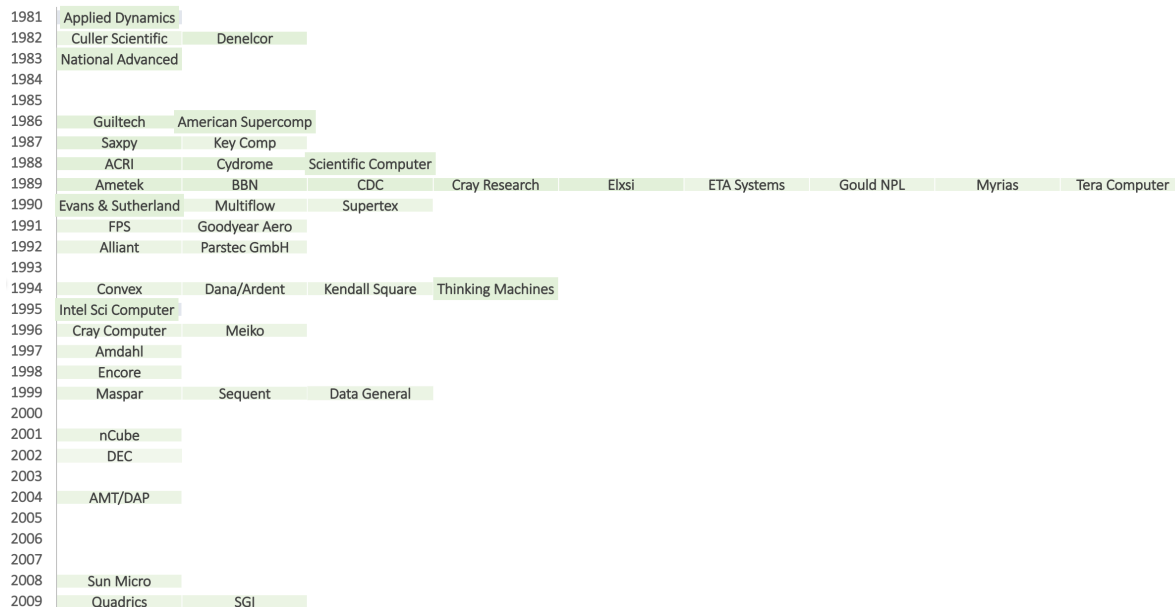 1981 Applied Dynamics
1982 Culler Scientific Denelcor
1983 National Advanced
1984
1985
1986 Guiltech American Supercomp
1987 Saxpy Key Comp
1988 ACRI Cydrome Scientific Computer
1989 Ametek BBN CDC Cray Research Elxsi ETA Systems Gould NPL Myrias Tera Computer
1990 Evans & Sutherland Multiflow Supertex
1991 FPS Goodyear Aero
1992 Alliant Parstec GmbH
1993
1994 Convex Dana/Ardent Kendall Square Thinking Machines
1995 Intel Sci Computer
1996 Cray Computer Meiko
1997 Amdahl
1998 Encore
1999 Maspar Sequent Data General
2000
2001 nCube
2002 DEC
2003
2004 AMT/DAP
2005
2006
2007
2008 Sun Micro
2009 Quadrics SGI